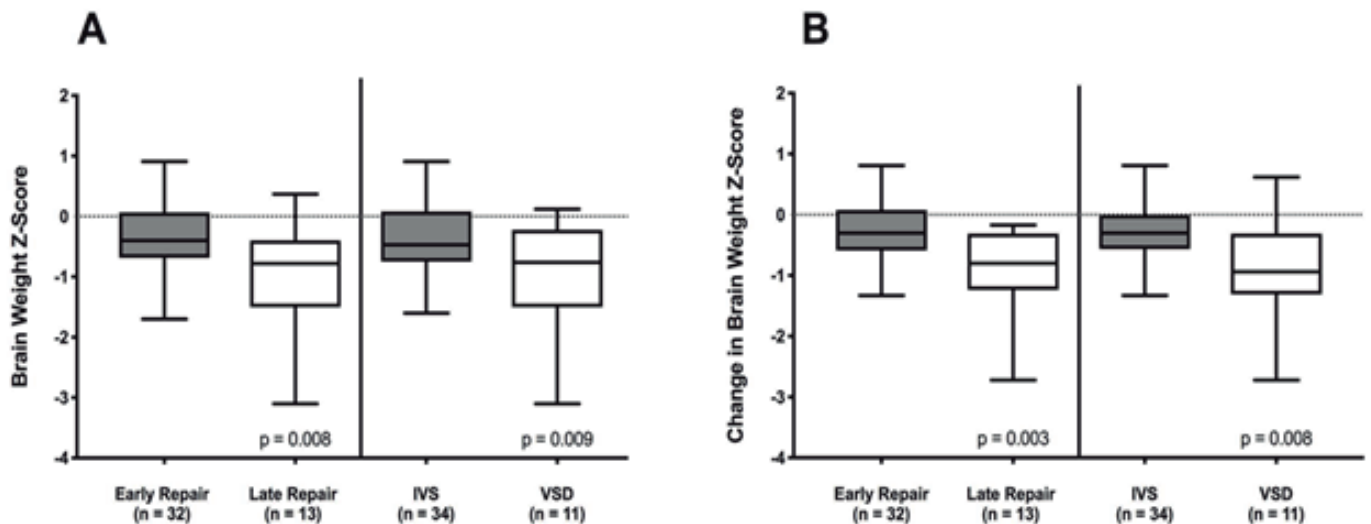 A
Brain Weight Z-Score
2
1
0
-1
-2
-3
-4
p = 0.008
p = 0.009
Early Repair
(n = 32)
Late Repair
(n = 13)
IVS
(n = 34)
VSD
(n = 11)
B
Change in Brain Weight Z-Score
2
1
0
-1
-2
-3
-4
p = 0.003
p = 0.008
Early Repair
(n = 32)
Late Repair
(n = 13)
IVS
(n = 34)
VSD
(n = 11)